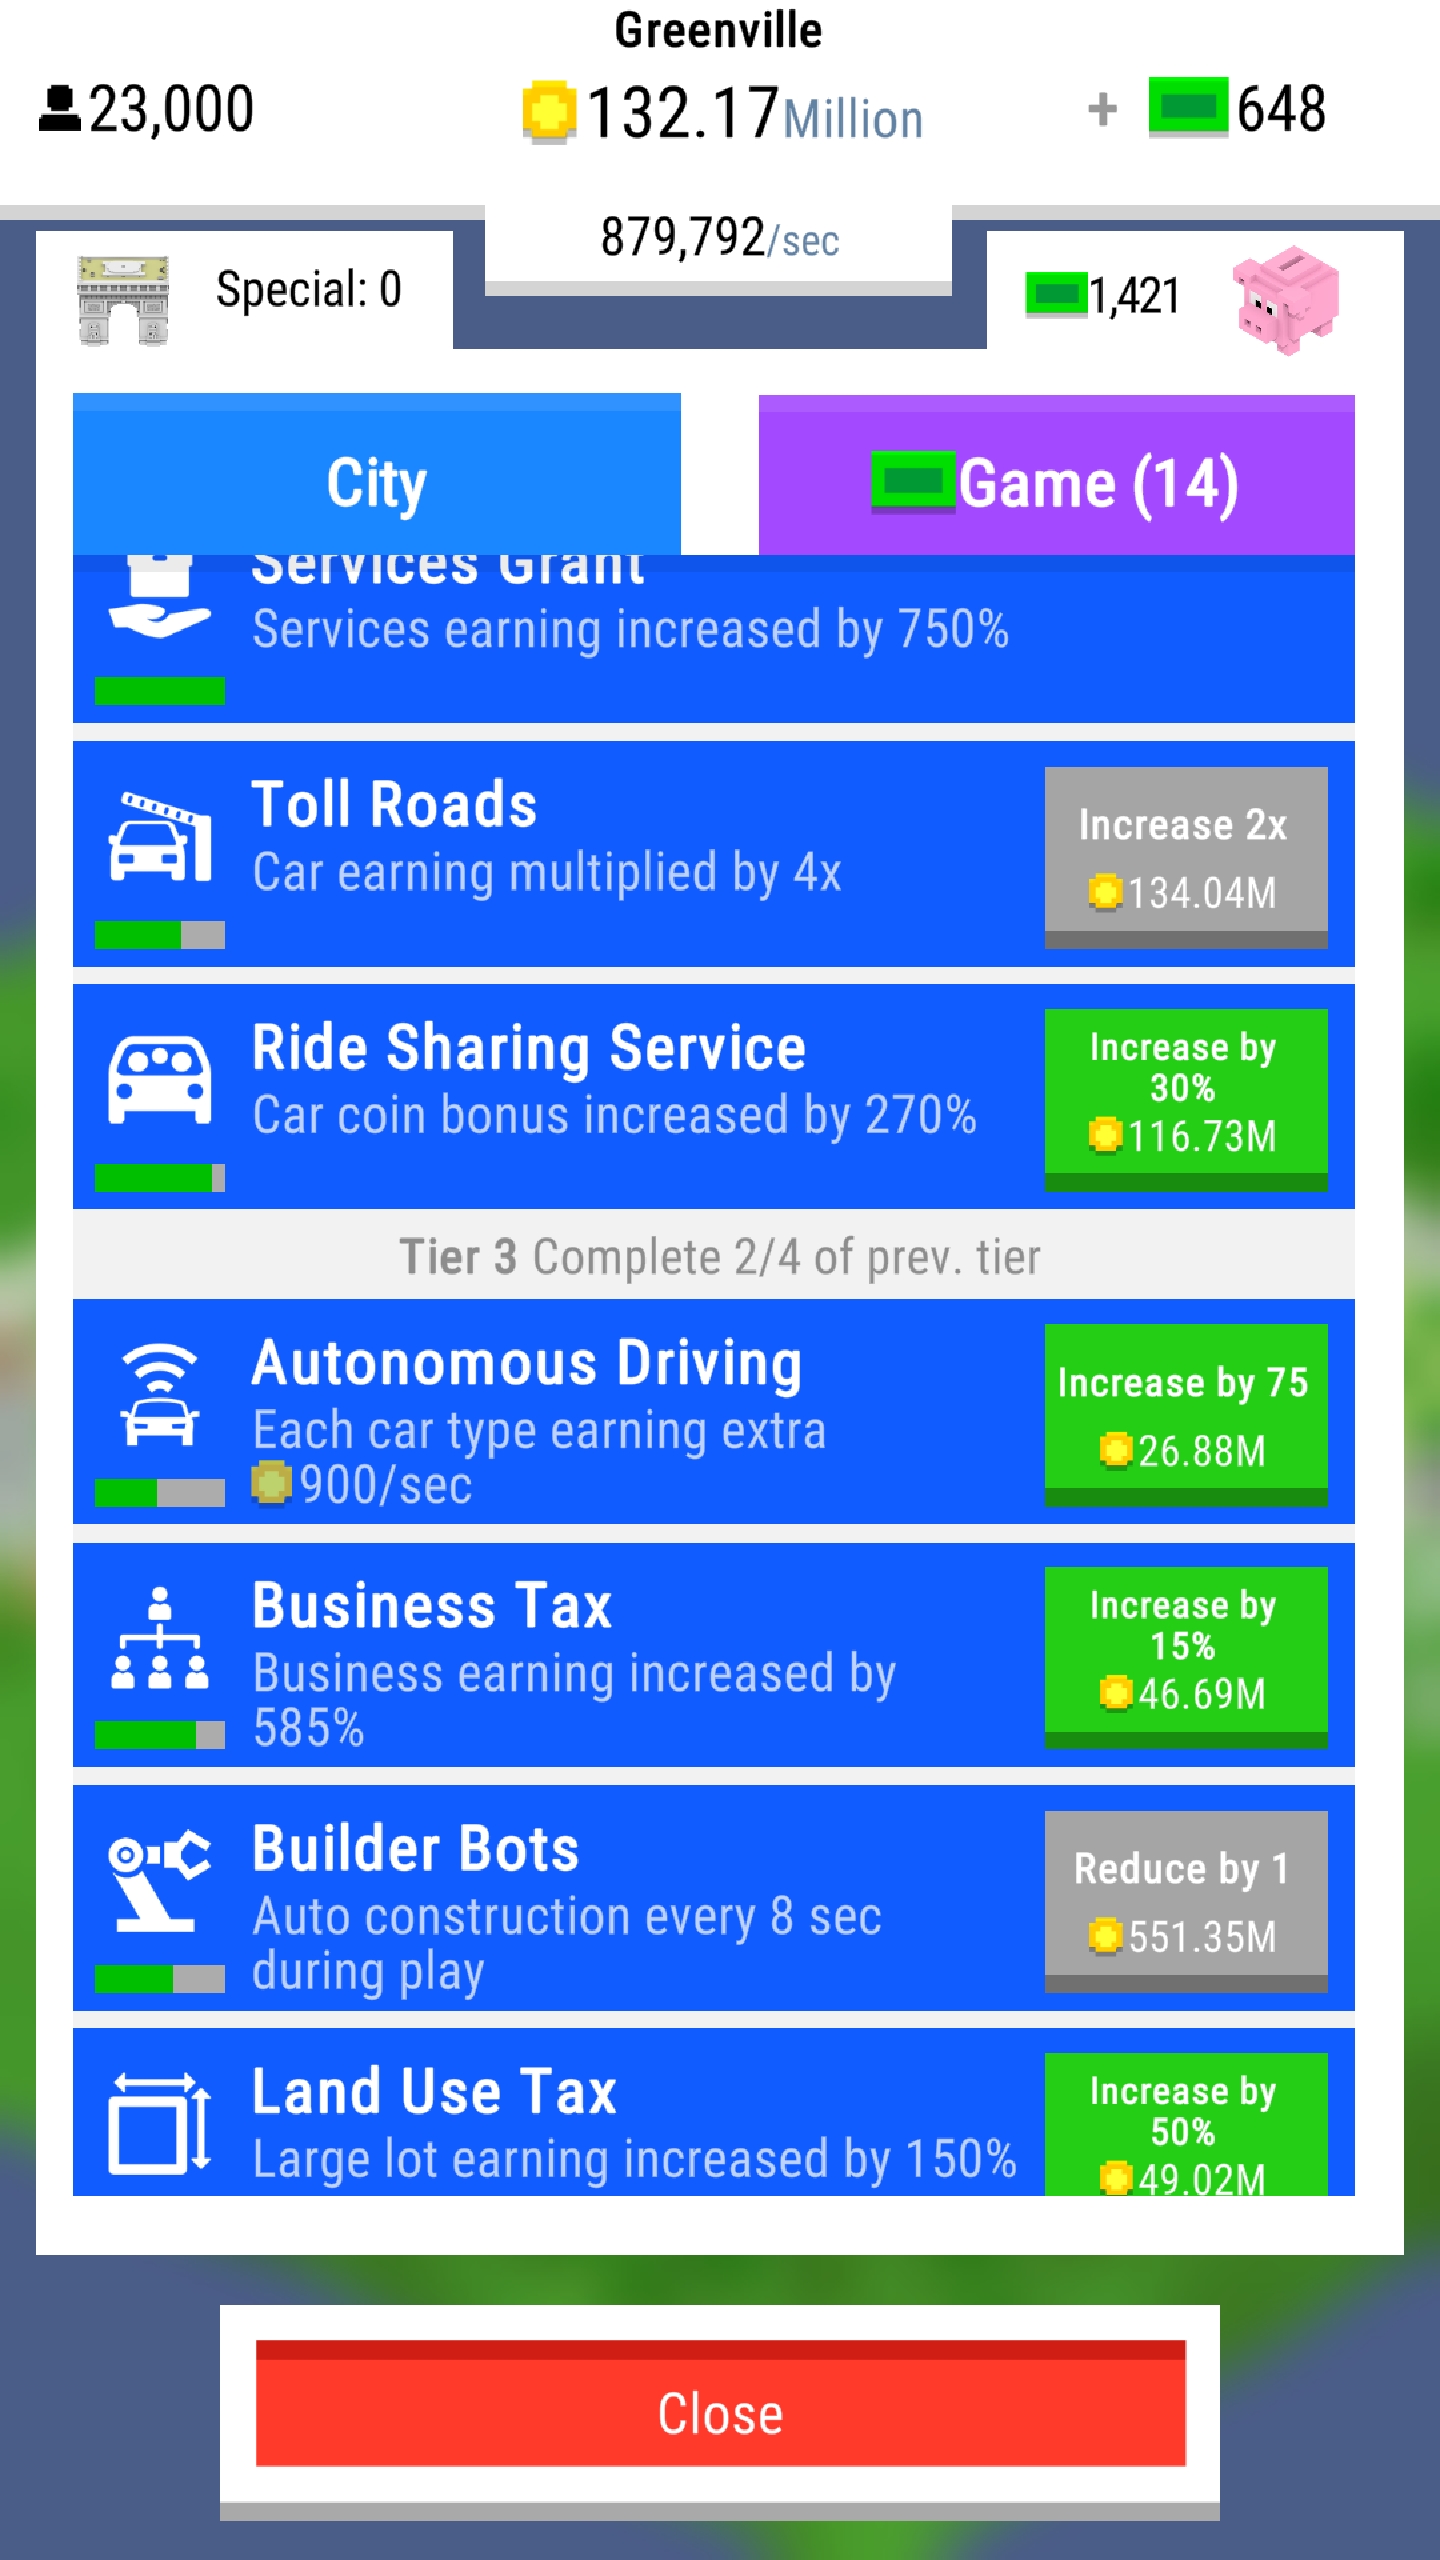 Greenville
23,000
132.17Million
+ 648
879,792/sec
Special: 0
1,421
City
Game (14)
Services Grant
Services earning increased by 750%
Toll Roads
Car earning multiplied by 4x
Increase 2x
134.04M
Ride Sharing Service
Car coin bonus increased by 270%
Increase by
30%
116.73M
Tier 3 Complete 2/4 of prev. tier
Autonomous Driving
Each car type earning extra
900/sec
Increase by 75
26.88M
Business Tax
Business earning increased by
585%
Increase by
15%
46.69M
Builder Bots
Auto construction every 8 sec
during play
Reduce by 1
551.35M
Land Use Tax
Large lot earning increased by 150%
Increase by
50%
49.02M
Close